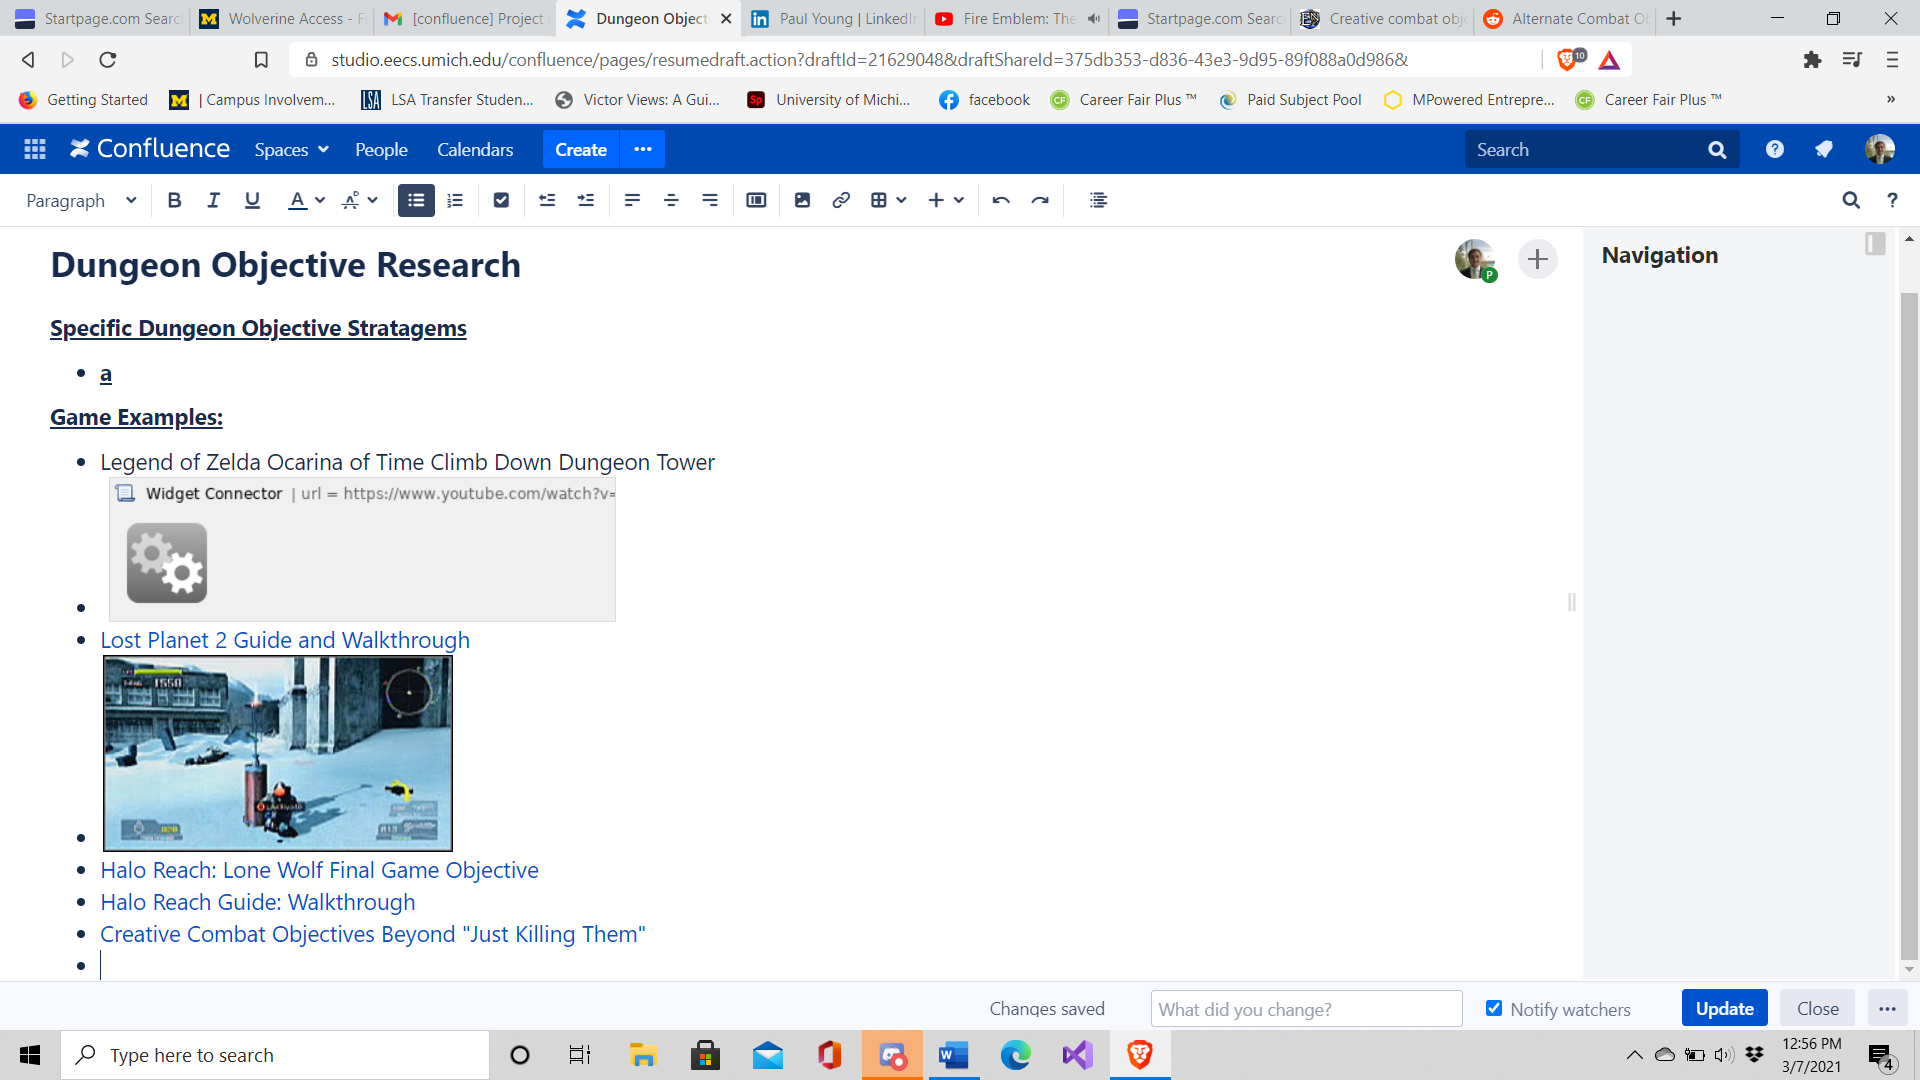 Startpage.com Searc
Wolverine Access - F
[confluence] Project
Dungeon Object
Paul Young | LinkedIn
Fire Emblem: The
Startpage.com Searc
Creative combat obj
Alternate Combat O
studio.eecs.umich.edu/confluence/pages/resumedraft.action?draftId=21629048&draftShareId=375db353-d836-43e3-9d95-89f088a0d986&
10
Getting Started
| Campus Involvem...
LSA Transfer Studen...
Victor Views: A Gui...
University of Michi...
facebook
Career Fair Plus ™
Paid Subject Pool
MPowered Entrepre...
Career Fair Plus ™
»
Confluence
Spaces
People
Calendars
Create
Search
Paragraph
B I U A
Dungeon Objective Research
P
Navigation
Specific Dungeon Objective Stratagems
a
Game Examples:
Legend of Zelda Ocarina of Time Climb Down Dungeon Tower
Widget Connector | url = https://www.youtube.com/watch?v=
Lost Planet 2 Guide and Walkthrough
1550
Halo Reach: Lone Wolf Final Game Objective
Halo Reach Guide: Walkthrough
Creative Combat Objectives Beyond "Just Killing Them"
Changes saved
What did you change?
Notify watchers
Update
Close
Type here to search
12:56 PM
3/7/2021
4